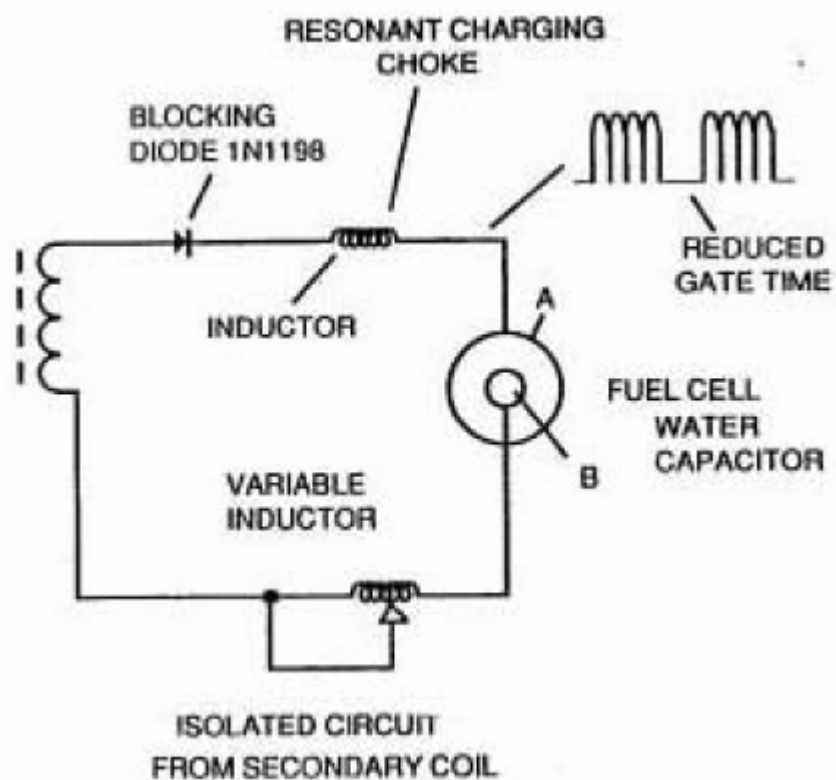 RESONANT CHARGING
CHOKE
BLOCKING
DIODE 1N1198
REDUCED
GATE TIME
INDUCTOR
A
FUEL CELL
WATER
CAPACITOR
B
VARIABLE
INDUCTOR
ISOLATED CIRCUIT
FROM SECONDARY COIL